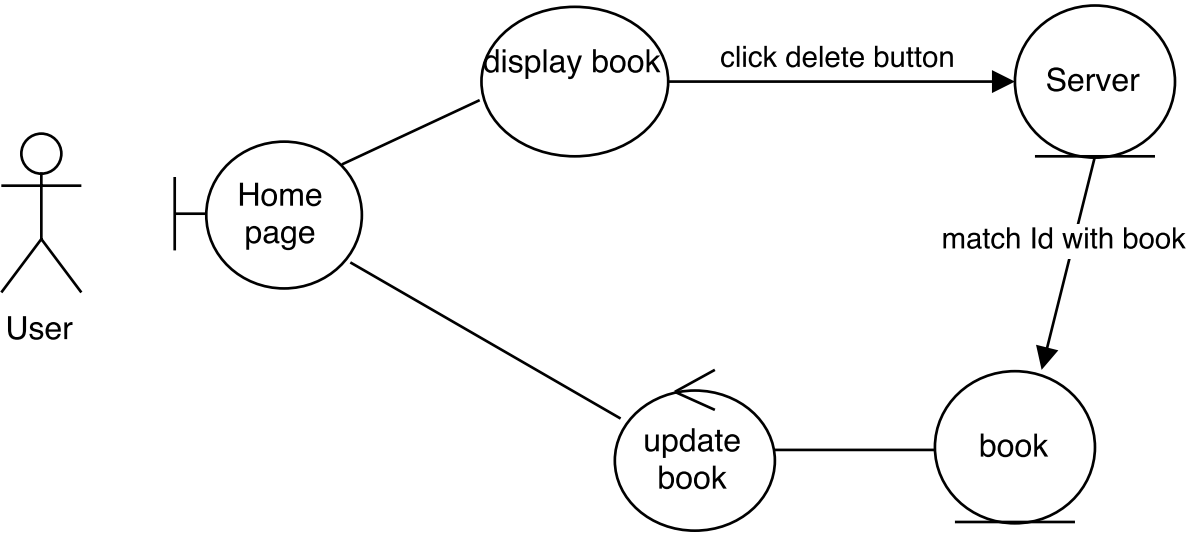 display book
click delete button
Server
Home
page
match Id with book
User
update
book
book